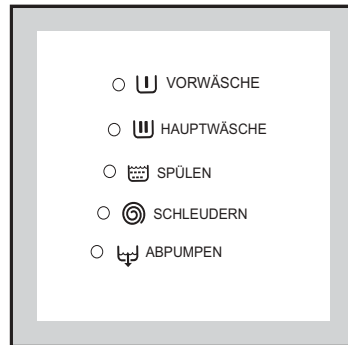 VORWÄSCHE
HAUPTWÄSCHE
SPÜLEN
SCHLEUDERN
ABPUMPEN